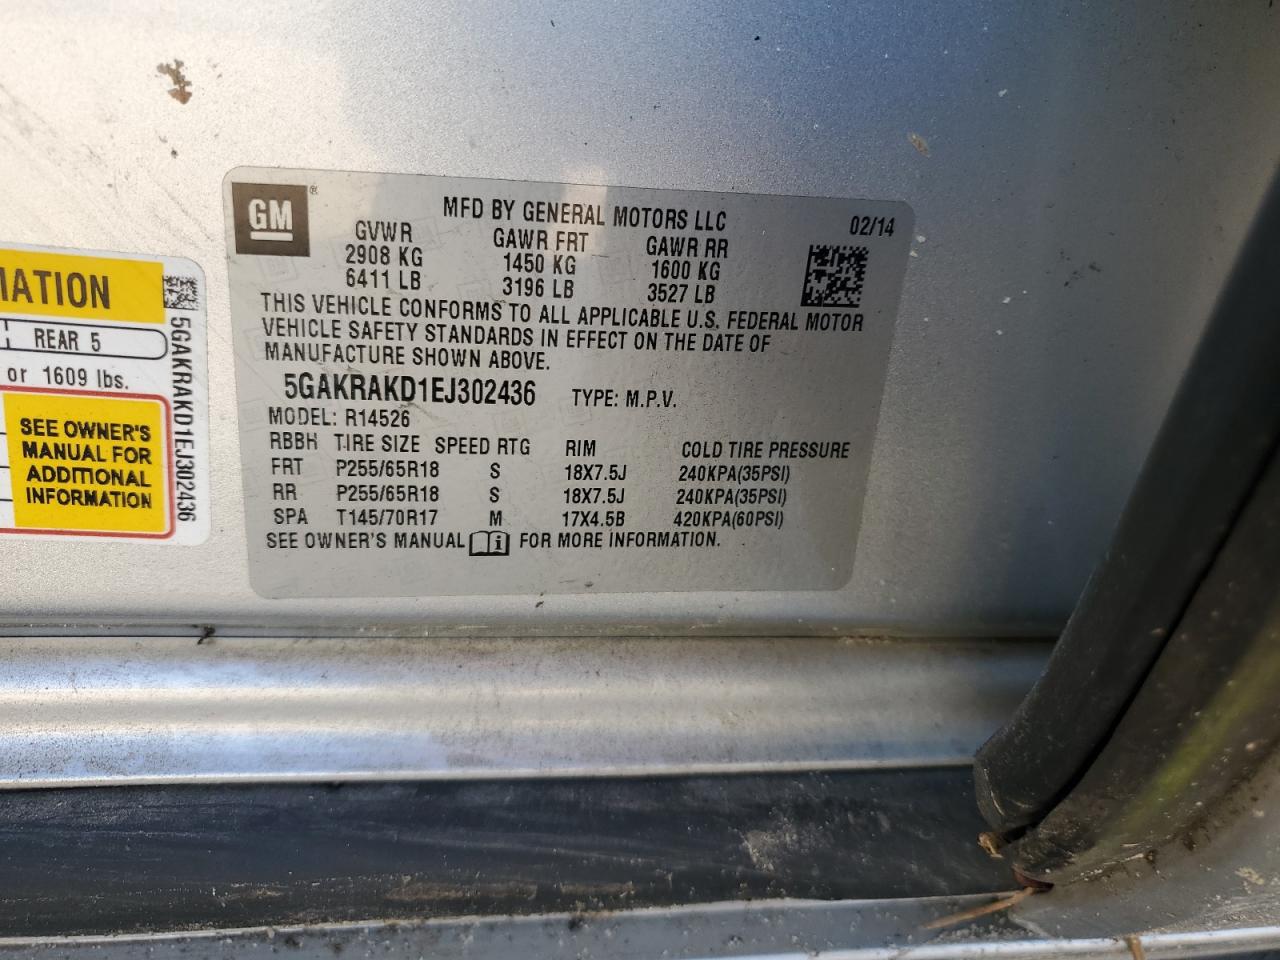 GM ®
MFD BY GENERAL MOTORS LLC 02/14
GVWR GAWR FRT GAWR RR
2908 KG 1450 KG 1600 KG
6411 LB 3196 LB 3527 LB
THIS VEHICLE CONFORMS TO ALL APPLICABLE U.S. FEDERAL MOTOR
VEHICLE SAFETY STANDARDS IN EFFECT ON THE DATE OF
MANUFACTURE SHOWN ABOVE.
5GAKRAKD1EJ302436 TYPE: M.P.V.
MODEL: R14526
RBBH TIRE SIZE SPEED RTG RIM COLD TIRE PRESSURE
FRT P255/65R18 S 18X7.5J 240KPA(35PSI)
RR P255/65R18 S 18X7.5J 240KPA(35PSI)
SPA T145/70R17 M 17X4.5B 420KPA(60PSI)
SEE OWNER'S MANUAL i FOR MORE INFORMATION.
MATION
REAR 5
or 1609 lbs.
SEE OWNER'S
MANUAL FOR
ADDITIONAL
INFORMATION
5GAKRAKD1EJ302436